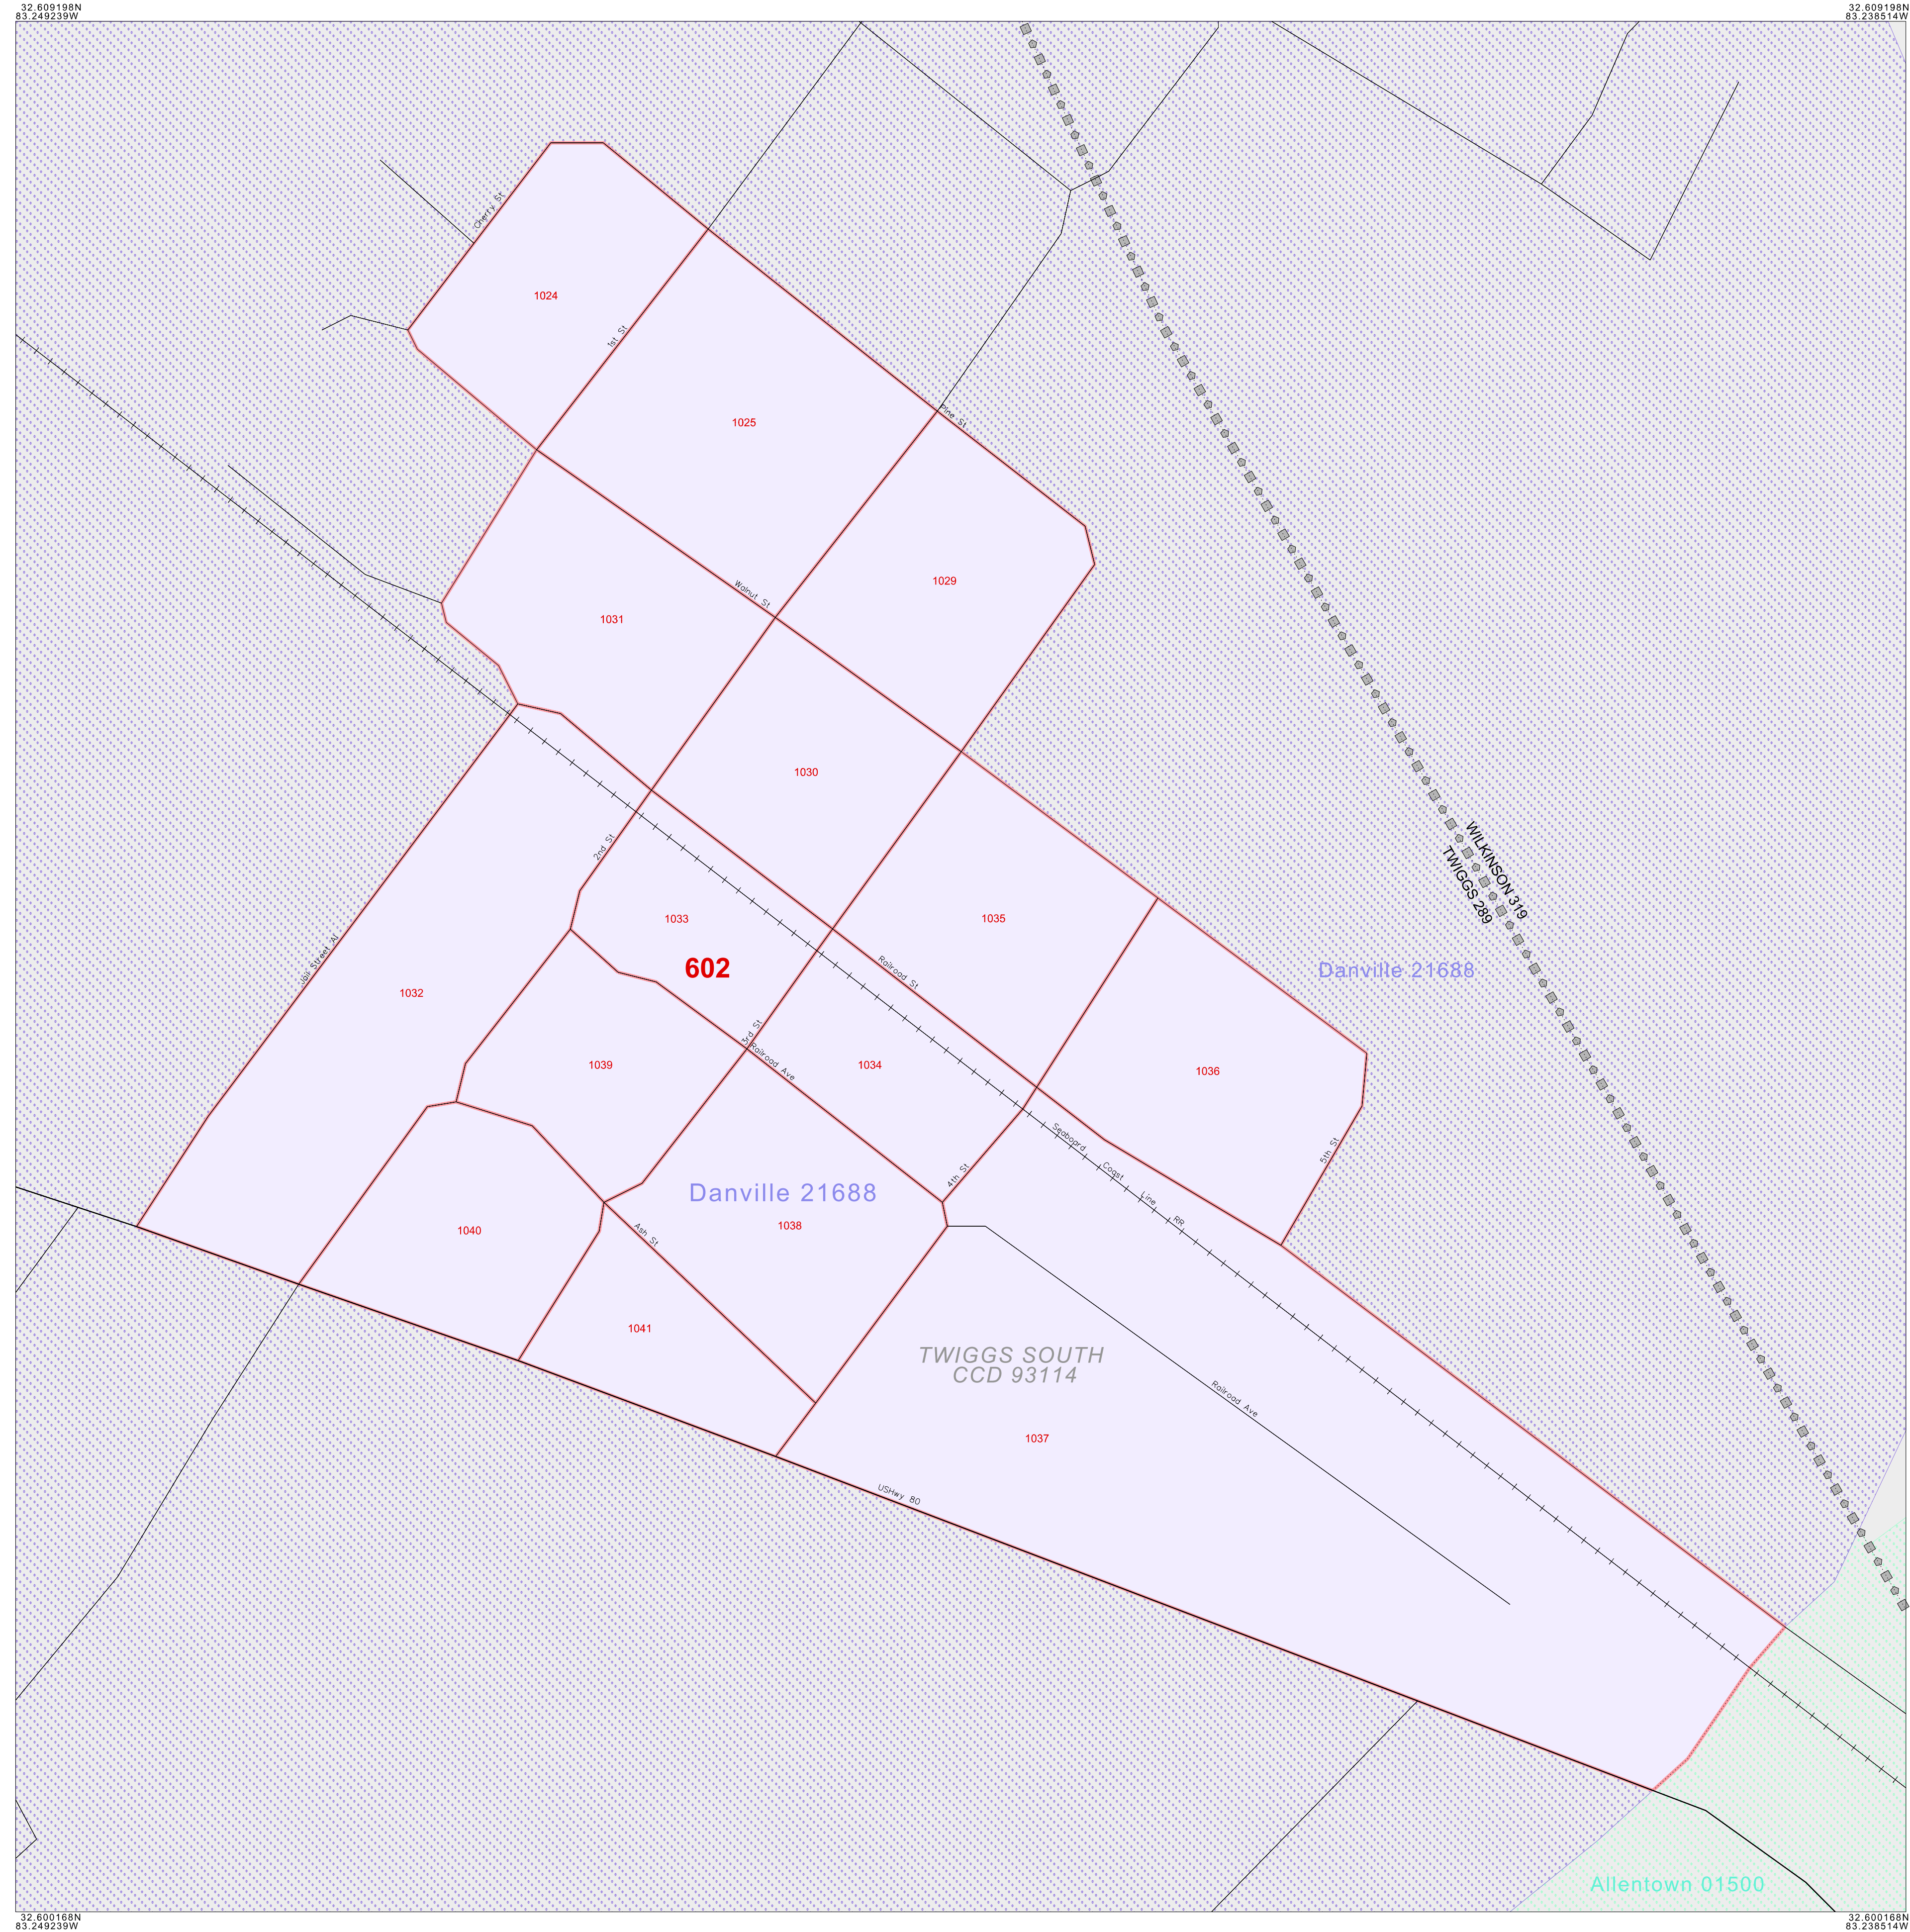 32.609198N
83.249239W
32.609198N
83.238514W
Cherry St
1024
1st St
Pine St
1025
1029
Walnut St
1031
1030
WILKINSON 319
TWIGGS 289
2nd St
1033
1035
602
Railroad St
Danville 21688
Jail Street Al
1032
3rd St
Railroad Ave
1039
1034
1036
Seaboard Coast Line RR
5th St
4th St
Danville 21688
1040
Ash St
1038
1041
TWIGGS SOUTH
CCD 93114
Railroad Ave
1037
USHwy 80
Allentown 01500
32.600168N
83.249239W
32.600168N
83.238514W